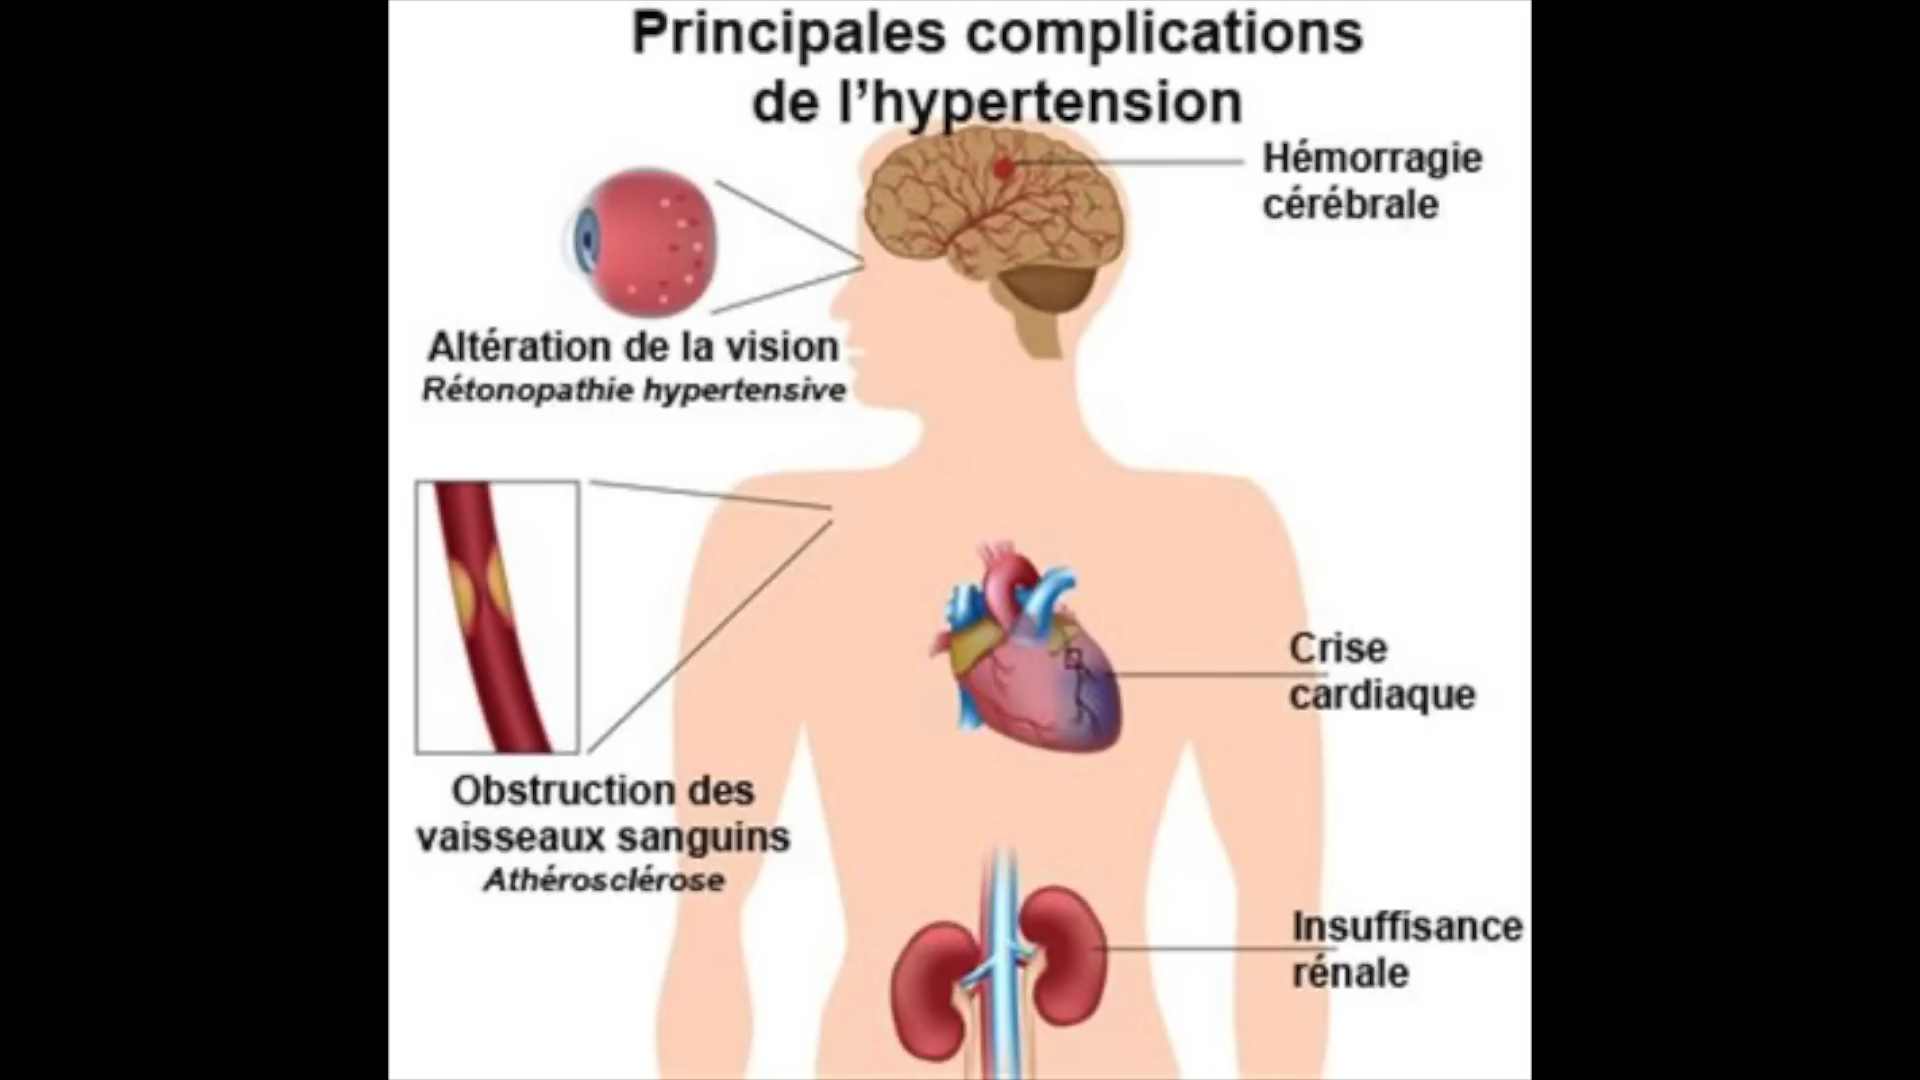 Principales complications
de l’hypertension
Hémorragie
cérébrale
Altération de la vision
Rétonopathie hypertensive
Obstruction des
vaisseaux sanguins
Athérosclérose
Crise
cardiaque
Insuffisance
rénale